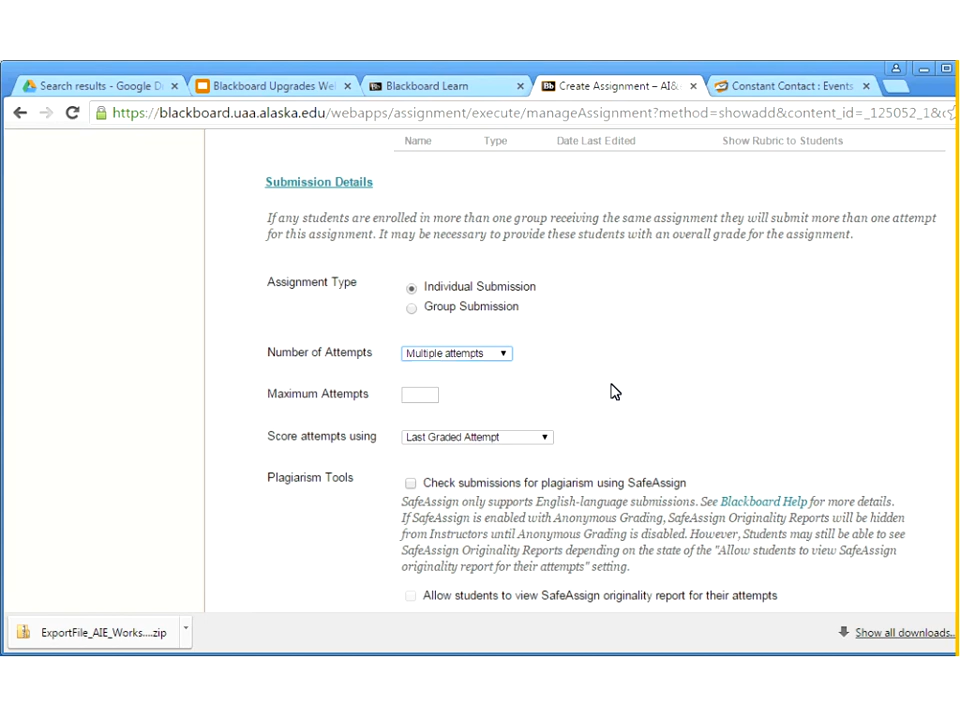 Search results - Google D
Blackboard Upgrades We
Blackboard Learn
Create Assignment – AI&
Constant Contact : Events
https://blackboard.uaa.alaska.edu/webapps/assignment/execute/manageAssignment?method=showadd&content_id=_125052_1&c
Name Type Date Last Edited Show Rubric to Students
Submission Details
If any students are enrolled in more than one group receiving the same assignment they will submit more than one attempt
for this assignment. It may be necessary to provide these students with an overall grade for the assignment.
Assignment Type
Individual Submission
Group Submission
Number of Attempts Multiple attempts
Maximum Attempts
Score attempts using Last Graded Attempt
Plagiarism Tools
Check submissions for plagiarism using SafeAssign
SafeAssign only supports English-language submissions. See Blackboard Help for more details.
If SafeAssign is enabled with Anonymous Grading, SafeAssign Originality Reports will be hidden
from Instructors until Anonymous Grading is disabled. However, Students may still be able to see
SafeAssign Originality Reports depending on the state of the "Allow students to view SafeAssign
originality report for their attempts" setting.
Allow students to view SafeAssign originality report for their attempts
ExportFile_AIE_Works....zip
Show all downloads...